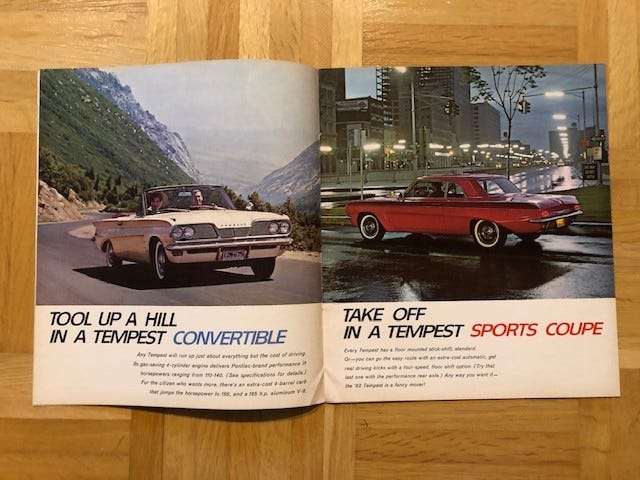 TOOL UP A HILL
IN A TEMPEST CONVERTIBLE
Any Tempest will run up just about everything but the cost of driving.
Its gas-saving 4-cylinder engine delivers Pontiac-brand performance in
horsepowers ranging from 110-140. (See specifications for details.)
For the citizen who wants more, there's an extra-cost 4-barrel carb
that jumps the horsepower to 166, and a 185 h.p. aluminum V-8.
TAKE OFF
IN A TEMPEST SPORTS COUPE
Every Tempest has a floor mounted stick-shift, standard.
Or—you can go the easy route with an extra-cost automatic, get
real driving kicks with a four-speed, floor shift option. (Try that
last one with the performance rear axle.) Any way you want it—
the '62 Tempest is a fancy mover!